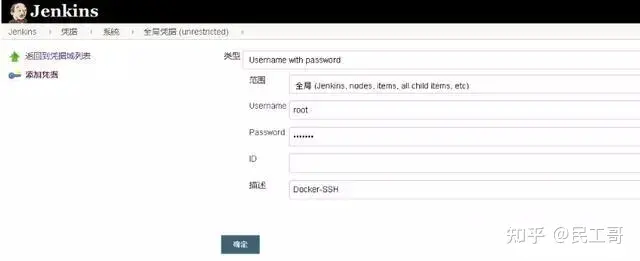 Jenkins
Jenkins 凭据 系统 全局凭据 (unrestricted)
返回到凭据域列表
添加凭据
类型 Username with password
范围 全局 (Jenkins, nodes, items, all child items, etc)
Username root
Password •••••••
ID
描述 Docker-SSH
确定
知乎 @民工哥